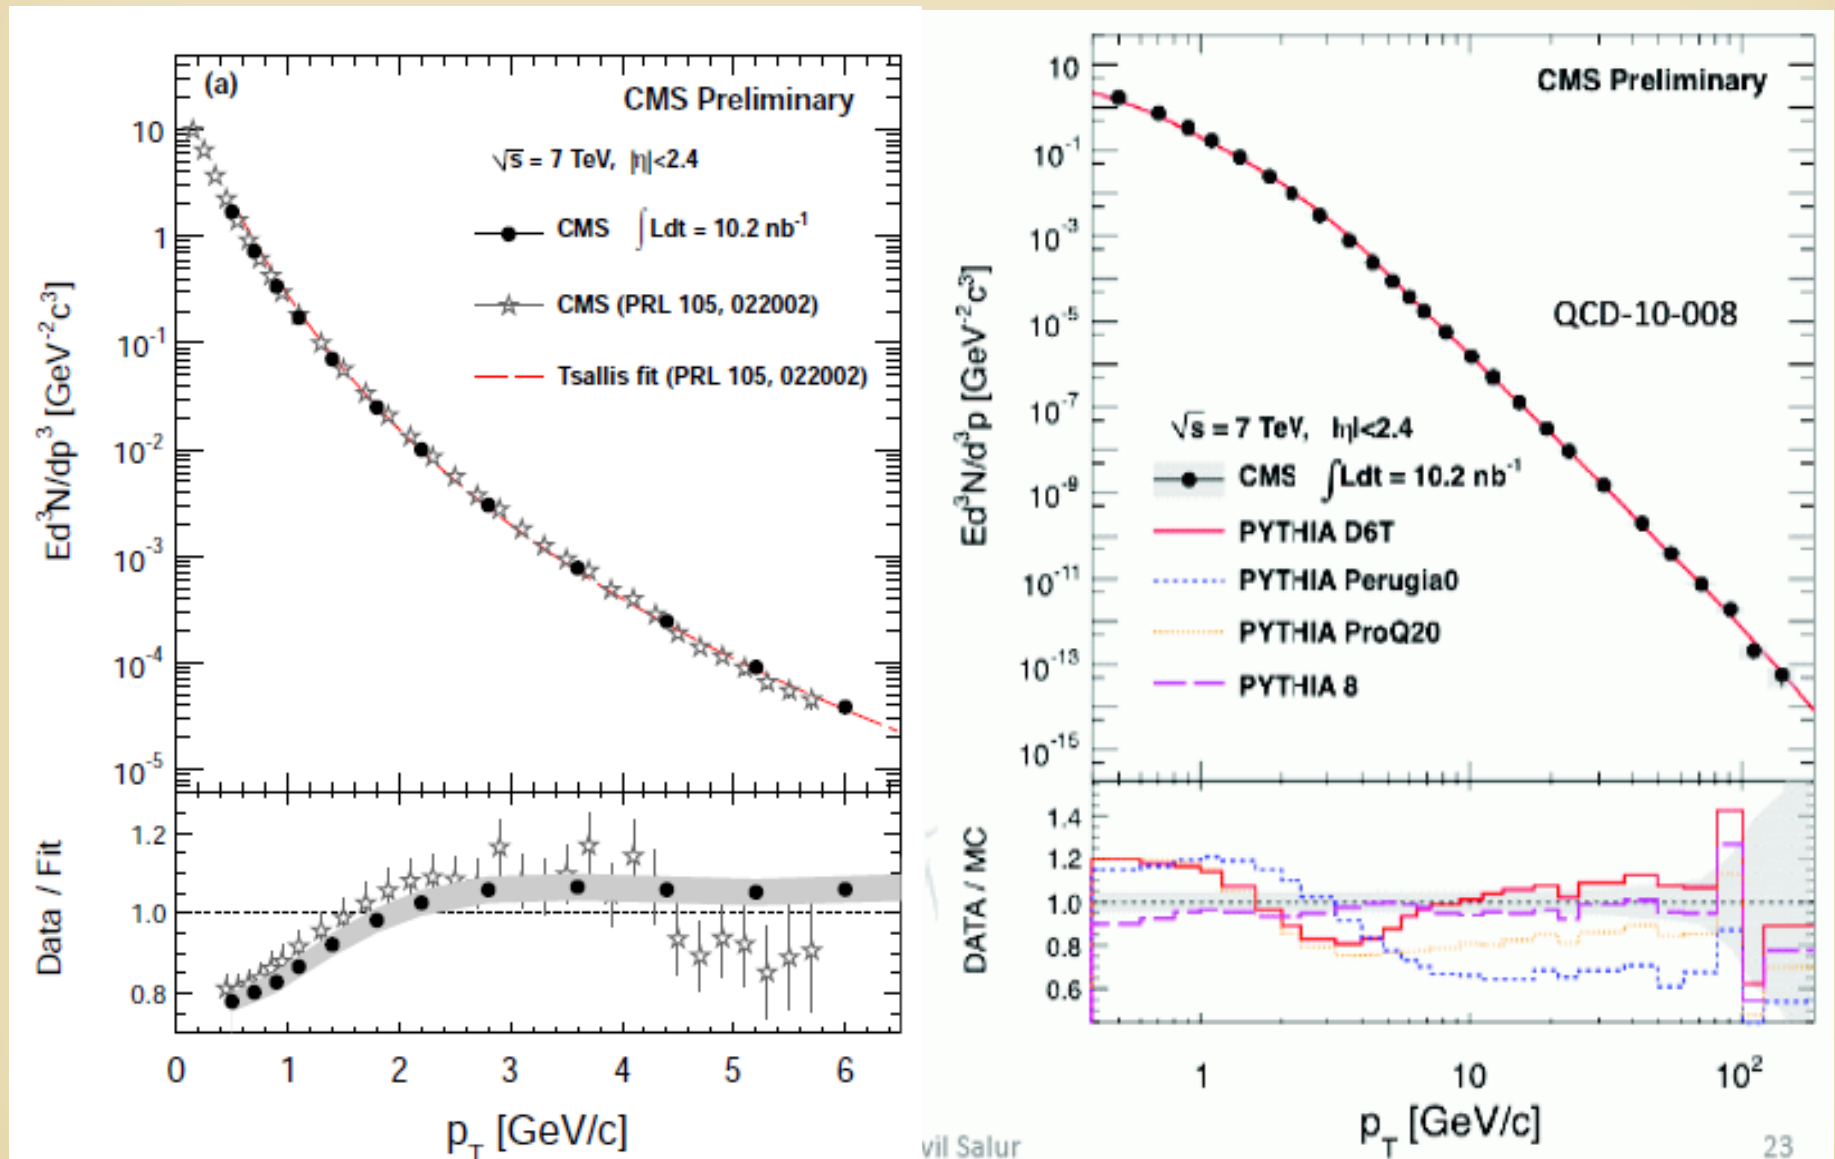 (a)
CMS Preliminary
√s = 7 TeV, |η|<2.4
CMS ∫Ldt = 10.2 nb⁻¹
CMS (PRL 105, 022002)
Tsallis fit (PRL 105, 022002)
Ed³N/dp³ [GeV⁻²c³]
10
1
10⁻¹
10⁻²
10⁻³
10⁻⁴
10⁻⁵
Data / Fit
1.2
1.0
0.8
0 1 2 3 4 5 6
p_T [GeV/c]
CMS Preliminary
QCD-10-008
√s = 7 TeV, |η|<2.4
CMS ∫Ldt = 10.2 nb⁻¹
PYTHIA D6T
PYTHIA Perugia0
PYTHIA ProQ20
PYTHIA 8
Ed³N/d³p [GeV⁻²c³]
10
10⁻¹
10⁻³
10⁻⁵
10⁻⁷
10⁻⁹
10⁻¹¹
10⁻¹³
10⁻¹⁵
DATA / MC
1.4
1.2
1.0
0.8
0.6
1 10 10²
p_T [GeV/c]
vil Salur
23